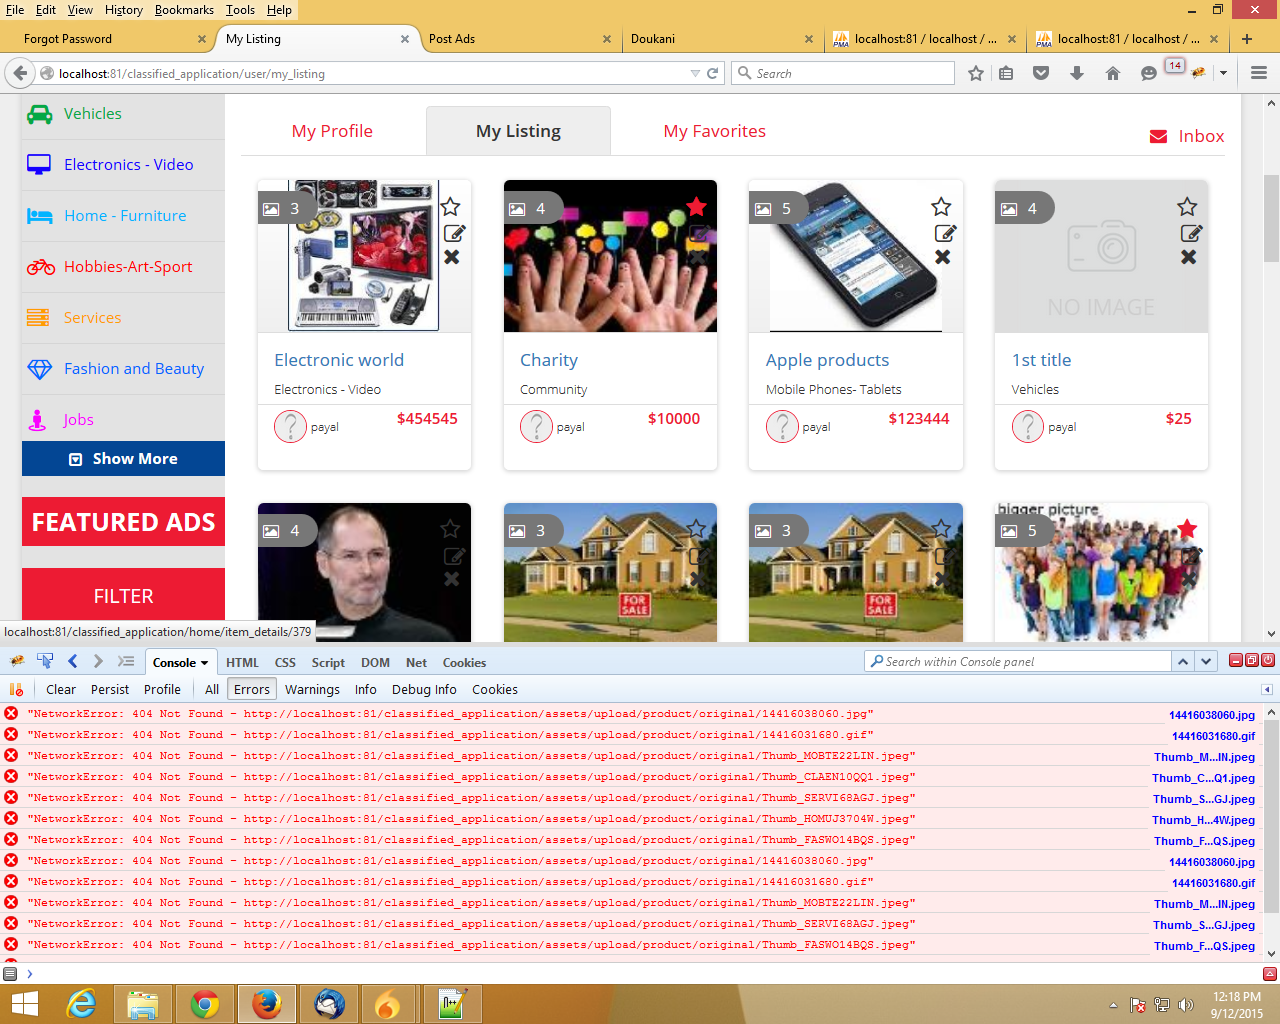 File Edit View History Bookmarks Tools Help
Forgot Password
My Listing
Post Ads
Doukani
localhost:81 / localhost / ...
localhost:81 / localhost / ...
localhost:81/classified_application/user/my_listing
Search
14
Vehicles
Electronics - Video
Home - Furniture
Hobbies-Art-Sport
Services
Fashion and Beauty
Jobs
Show More
FEATURED ADS
FILTER
My Profile
My Listing
My Favorites
Inbox
3
4
5
4
NO IMAGE
Electronic world
Electronics - Video
payal
$454545
Charity
Community
payal
$10000
Apple products
Mobile Phones- Tablets
payal
$123444
1st title
Vehicles
payal
$25
4
3
FOR SALE
3
FOR SALE
bigger picture
5
localhost:81/classified_application/home/item_details/379
Console HTML CSS Script DOM Net Cookies
Search within Console panel
Clear Persist Profile All Errors Warnings Info Debug Info Cookies
"NetworkError: 404 Not Found - http://localhost:81/classified_application/assets/upload/product/original/14416038060.jpg" 14416038060.jpg
"NetworkError: 404 Not Found - http://localhost:81/classified_application/assets/upload/product/original/14416031680.gif" 14416031680.gif
"NetworkError: 404 Not Found - http://localhost:81/classified_application/assets/upload/product/original/Thumb_MOBTE22LIN.jpeg" Thumb_M...IN.jpeg
"NetworkError: 404 Not Found - http://localhost:81/classified_application/assets/upload/product/original/Thumb_CLAEN10QQ1.jpeg" Thumb_C...Q1.jpeg
"NetworkError: 404 Not Found - http://localhost:81/classified_application/assets/upload/product/original/Thumb_SERVI68AGJ.jpeg" Thumb_S...GJ.jpeg
"NetworkError: 404 Not Found - http://localhost:81/classified_application/assets/upload/product/original/Thumb_HOMUJ3704W.jpeg" Thumb_H...4W.jpeg
"NetworkError: 404 Not Found - http://localhost:81/classified_application/assets/upload/product/original/Thumb_FASWO14BQS.jpeg" Thumb_F...QS.jpeg
"NetworkError: 404 Not Found - http://localhost:81/classified_application/assets/upload/product/original/14416038060.jpg" 14416038060.jpg
"NetworkError: 404 Not Found - http://localhost:81/classified_application/assets/upload/product/original/14416031680.gif" 14416031680.gif
"NetworkError: 404 Not Found - http://localhost:81/classified_application/assets/upload/product/original/Thumb_MOBTE22LIN.jpeg" Thumb_M...IN.jpeg
"NetworkError: 404 Not Found - http://localhost:81/classified_application/assets/upload/product/original/Thumb_SERVI68AGJ.jpeg" Thumb_S...GJ.jpeg
"NetworkError: 404 Not Found - http://localhost:81/classified_application/assets/upload/product/original/Thumb_FASWO14BQS.jpeg" Thumb_F...QS.jpeg
12:18 PM
9/12/2015